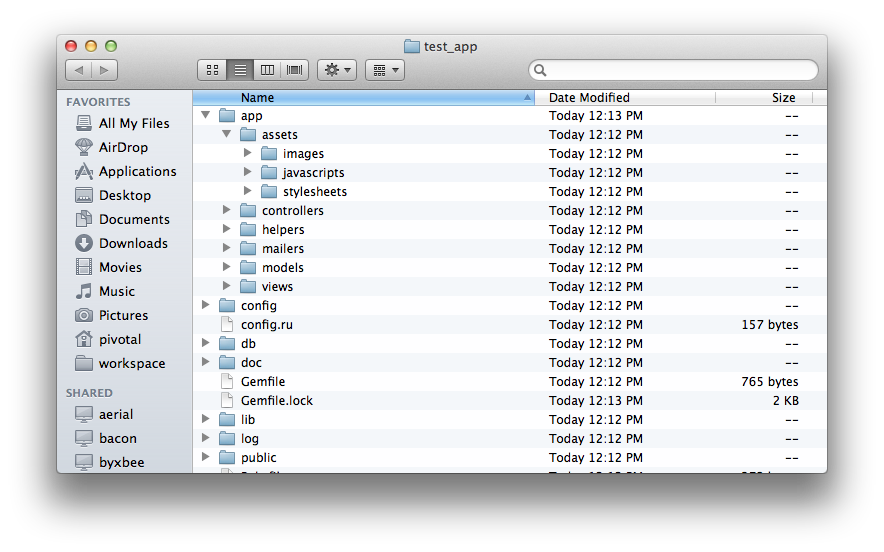 test_app
Name Date Modified Size
FAVORITES
All My Files
AirDrop
Applications
Desktop
Documents
Downloads
Movies
Music
Pictures
pivotal
workspace
SHARED
aerial
bacon
byxbee
app Today 12:13 PM --
assets Today 12:12 PM --
images Today 12:12 PM --
javascripts Today 12:12 PM --
stylesheets Today 12:12 PM --
controllers Today 12:12 PM --
helpers Today 12:12 PM --
mailers Today 12:12 PM --
models Today 12:12 PM --
views Today 12:12 PM --
config Today 12:12 PM --
config.ru Today 12:12 PM 157 bytes
db Today 12:12 PM --
doc Today 12:12 PM --
Gemfile Today 12:12 PM 765 bytes
Gemfile.lock Today 12:13 PM 2 KB
lib Today 12:12 PM --
log Today 12:12 PM --
public Today 12:12 PM --